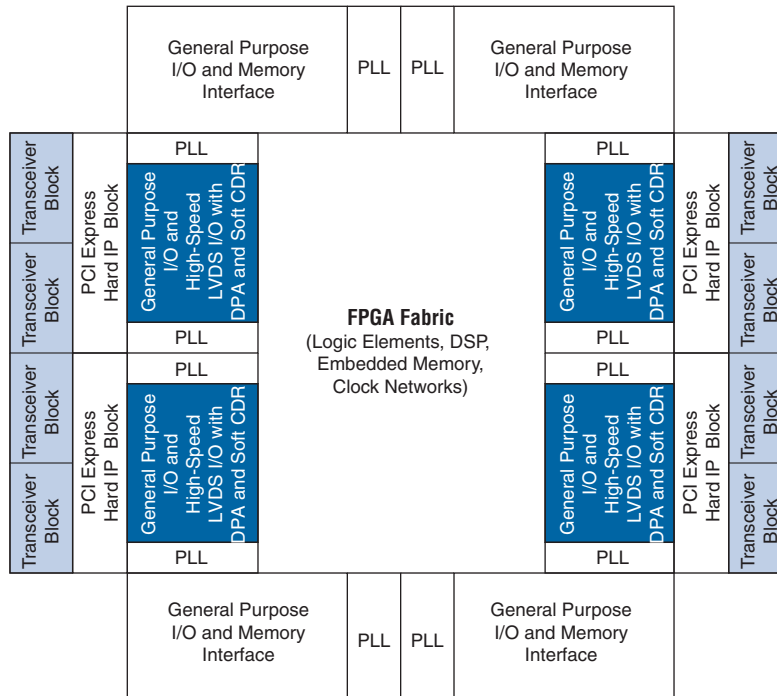 General Purpose
I/O and Memory
Interface
PLL
PLL
General Purpose
I/O and Memory
Interface
Transceiver
Block
Transceiver
Block
PCI Express
Hard IP Block
PLL
General Purpose
I/O and
High-Speed
LVDS I/O with
DPA and Soft CDR
PLL
Transceiver
Block
Transceiver
Block
PCI Express
Hard IP Block
PLL
General Purpose
I/O and
High-Speed
LVDS I/O with
DPA and Soft CDR
PLL
FPGA Fabric
(Logic Elements, DSP,
Embedded Memory,
Clock Networks)
PLL
General Purpose
I/O and
High-Speed
LVDS I/O with
DPA and Soft CDR
PLL
PCI Express
Hard IP Block
Transceiver
Block
Transceiver
Block
PLL
General Purpose
I/O and
High-Speed
LVDS I/O with
DPA and Soft CDR
PLL
PCI Express
Hard IP Block
Transceiver
Block
Transceiver
Block
General Purpose
I/O and Memory
Interface
PLL
PLL
General Purpose
I/O and Memory
Interface